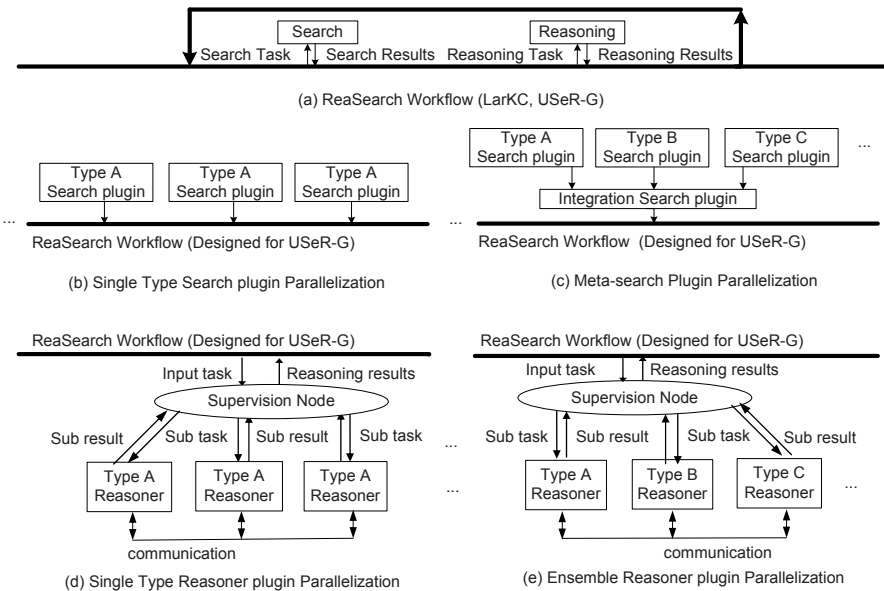 Search
Reasoning
Search Task
Search Results
Reasoning Task
Reasoning Results
(a) ReaSearch Workflow (LarKC, USeR-G)
Type A
Search plugin
Type A
Search plugin
Type A
Search plugin
...
ReaSearch Workflow (Designed for USeR-G)
(b) Single Type Search plugin Parallelization
Type A
Search plugin
Type B
Search plugin
Type C
Search plugin
...
Integration Search plugin
...
ReaSearch Workflow (Designed for USeR-G)
(c) Meta-search Plugin Parallelization
ReaSearch Workflow (Designed for USeR-G)
Input task
Reasoning results
Supervision Node
Sub result
Sub task
Sub result
Sub task
...
Type A
Reasoner
Type A
Reasoner
Type A
Reasoner
...
communication
(d) Single Type Reasoner plugin Parallelization
ReaSearch Workflow (Designed for USeR-G)
Input task
Reasoning results
Supervision Node
Sub task
Sub result
Sub task
Sub result
Type A
Reasoner
Type B
Reasoner
Type C
Reasoner
...
communication
(e) Ensemble Reasoner plugin Parallelization